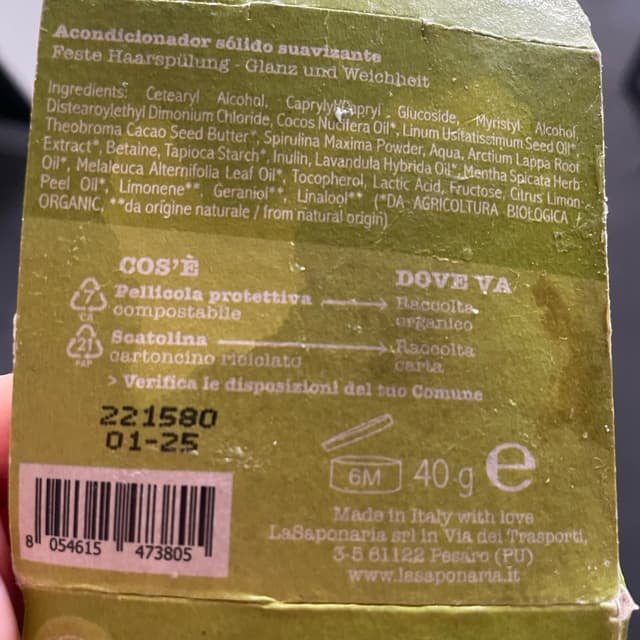 Acondicionador sólido suavizante
Feste Haarspülung - Glanz und Weichheit
Ingredients: Cetearyl Alcohol, Caprylyl/Capryl Glucoside, Myristyl Alcohol,
Distearoylethyl Dimonium Chloride, Cocos Nucifera Oil*, Linum Usitatissimum Seed Oil*,
Theobroma Cacao Seed Butter*, Spirulina Maxima Powder, Aqua, Arctium Lappa Root
Extract*, Betaine, Tapioca Starch*, Inulin, Lavandula Hybrida Oil*, Mentha Spicata Herb
Oil*, Melaleuca Alternifolia Leaf Oil*, Tocopherol, Lactic Acid, Fructose, Citrus Limon
Peel Oil*, Limonene** Geraniol**, Linalool** (*DA AGRICOLTURA BIOLOGICA /
ORGANIC, **da origine naturale / from natural origin)
COS'È
DOVE VA
7
CA
Pellicola protettiva
compostabile
Raccolta
organico
21
PAP
Scatolina
cartoncino riciclato
Raccolta
carta
> Verifica le disposizioni del tuo Comune
221580
01-25
6M
40 g e
8 054615 473805
Made in Italy with love
LaSaponaria srl in Via dei Trasporti,
3-5 61122 Pesaro (PU)
www.lasaponaria.it